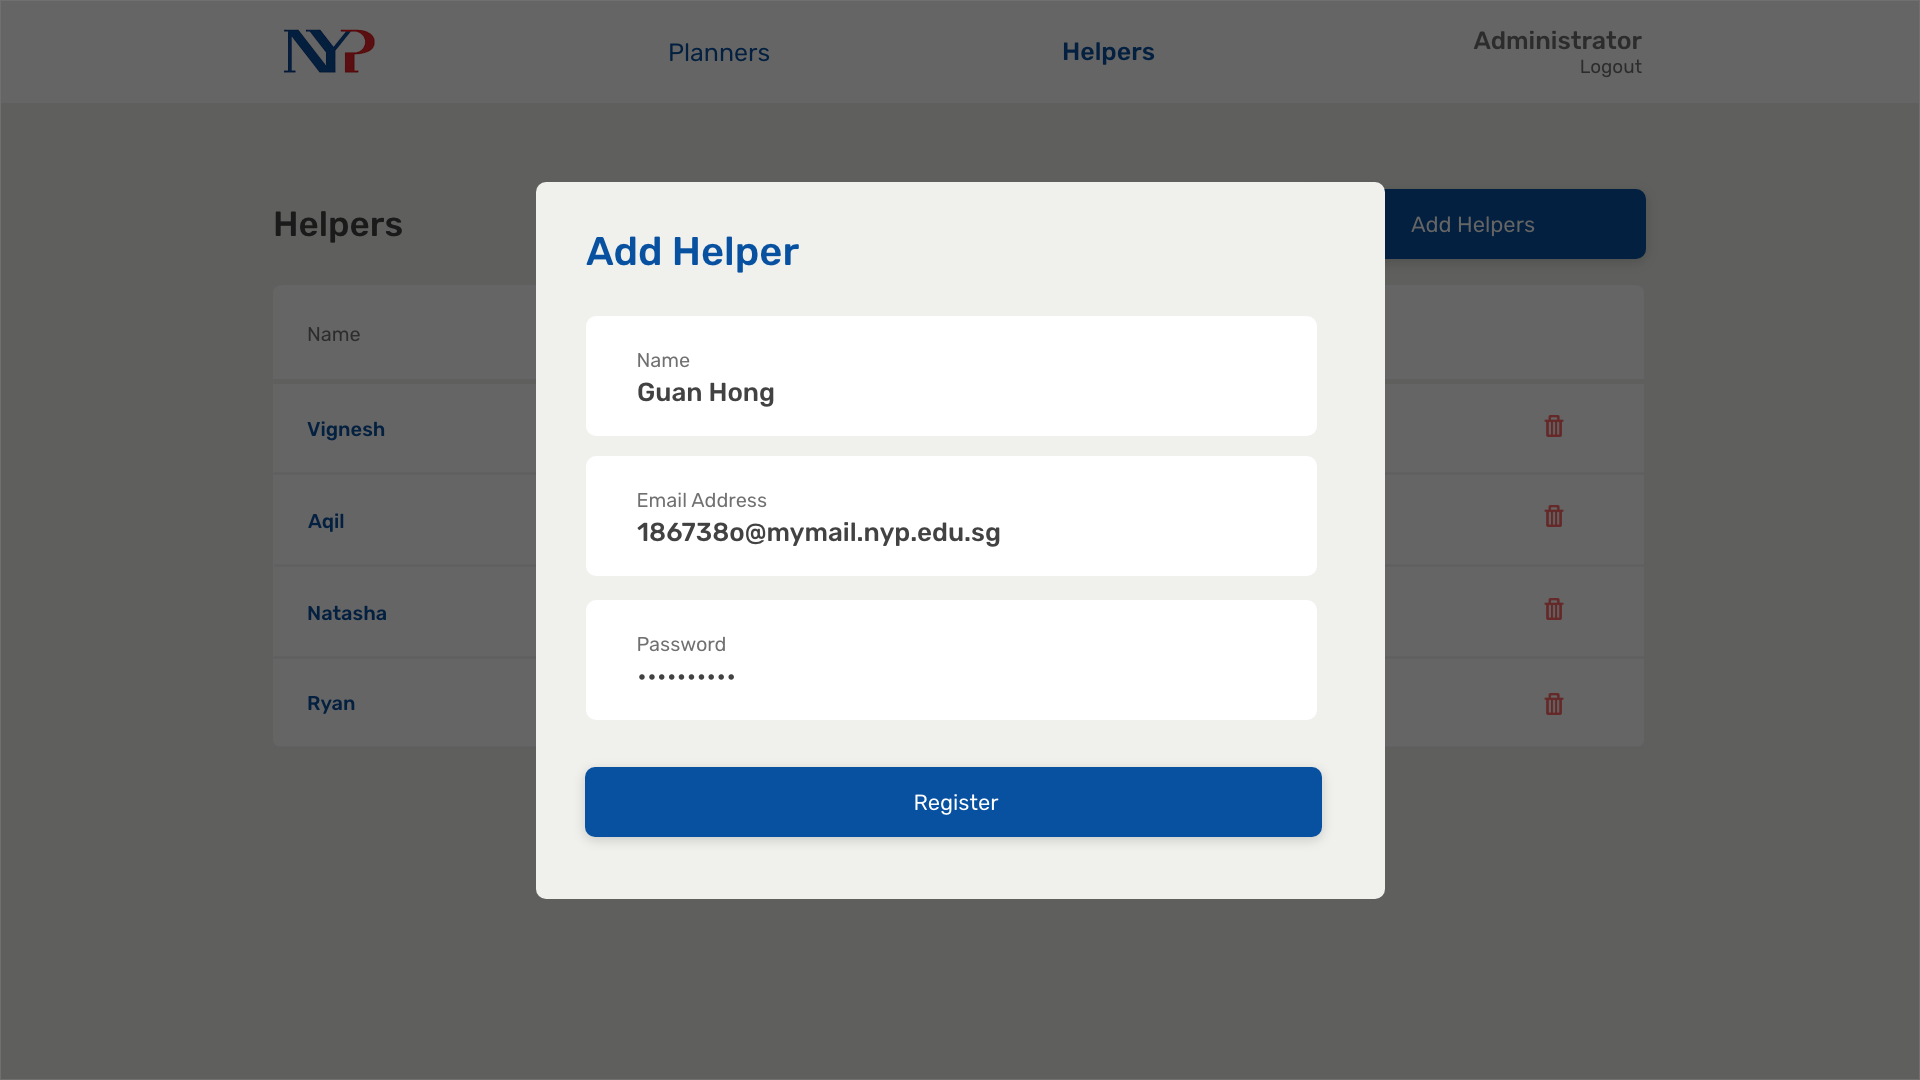 NYP
Planners
Helpers
Administrator
Logout
Helpers
Add Helpers
Name
Vignesh
Aqil
Natasha
Ryan
Add Helper
Name
Guan Hong
Email Address
186738o@mymail.nyp.edu.sg
Password
••••••••••
Register